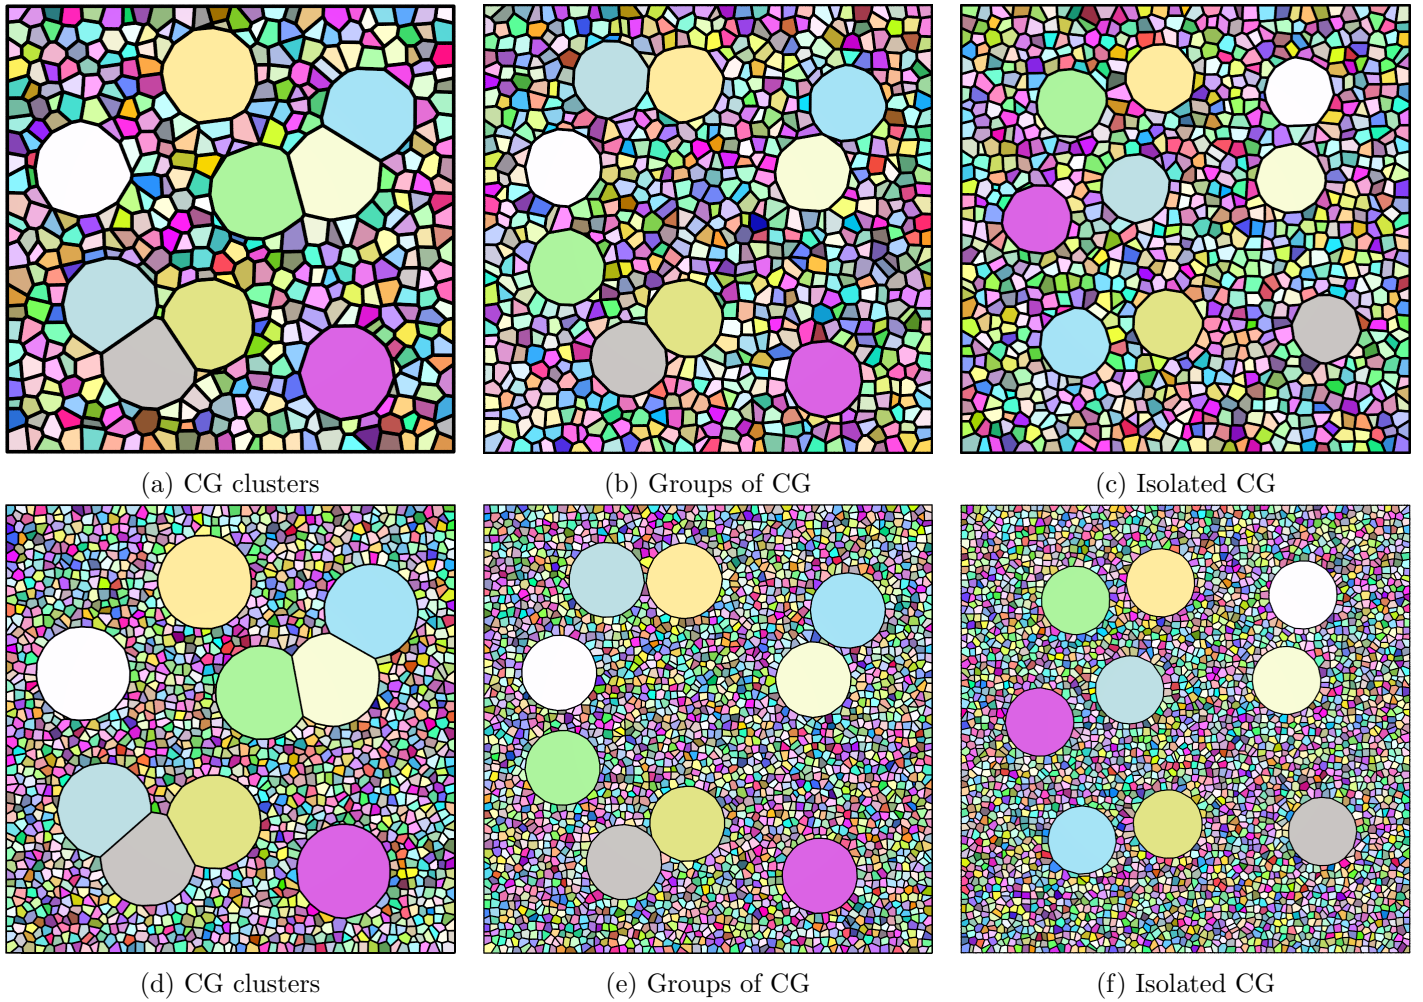 (a) CG clusters
(b) Groups of CG
(c) Isolated CG
(d) CG clusters
(e) Groups of CG
(f) Isolated CG